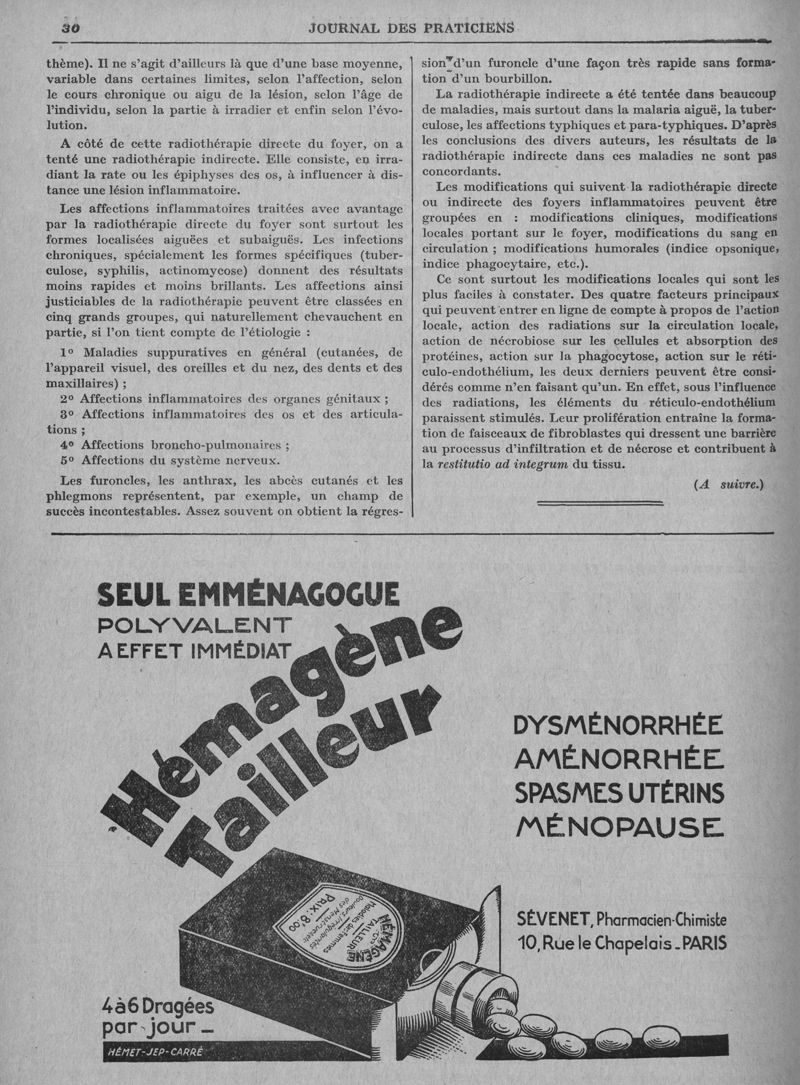 30
JOURNAL DES PRATICIENS
thème). Il ne s'agit d'ailleurs là que d'une base moyenne,
variable dans certaines limites, selon l'affection, selon
le cours chronique ou aigu de la lésion, selon l'âge de
l'individu, selon la partie à irradier et enfin selon l'évo-
lution.
A côté de cette radiothérapie directe du foyer, on a
tenté une radiothérapie indirecte. Elle consiste, en irra-
diant la rate ou les épiphyses des os, à influencer à dis-
tance une lésion inflammatoire.
Les affections inflammatoires traitées avec avantage
par la radiothérapie directe du foyer sont surtout les
formes localisées aiguëes et subaiguës. Les infections
chroniques, spécialement les formes spécifiques (tuber-
culose, syphilis, actinomycose) donnent des résultats
moins rapides et moins brillants. Les affections ainsi
justiciables de la radiothérapie peuvent être classées en
cinq grands groupes, qui naturellement chevauchent en
partie, si l'on tient compte de l'étiologie :
1º Maladies suppuratives en général (cutanées, de
l'appareil visuel, des oreilles et du nez, des dents et des
maxillaires) ;
2º Affections inflammatoires des organes génitaux ;
3º Affections inflammatoires des os et des articula-
tions ;
4º Affections broncho-pulmonaires ;
5º Affections du système nerveux.
Les furoncles, les anthrax, les abcès cutanés et les
phlegmons représentent, par exemple, un champ de
succès incontestables. Assez souvent on obtient la régres-
sion d'un furoncle d'une façon très rapide sans forma-
tion d'un bourbillon.
La radiothérapie indirecte a été tentée dans beaucoup
de maladies, mais surtout dans la malaria aiguë, la tuber-
culose, les affections typhiques et para-typhiques. D'après
les conclusions des divers auteurs, les résultats de la
radiothérapie indirecte dans ces maladies ne sont pas
concordants.
Les modifications qui suivent la radiothérapie directe
ou indirecte des foyers inflammatoires peuvent être
groupées en : modifications cliniques, modifications
locales portant sur le foyer, modifications du sang en
circulation ; modifications humorales (indice opsonique,
indice phagocytaire, etc.).
Ce sont surtout les modifications locales qui sont les
plus faciles à constater. Des quatre facteurs principaux
qui peuvent entrer en ligne de compte à propos de l'action
locale, action des radiations sur la circulation locale,
action de nécrobiose sur les cellules et absorption des
protéines, action sur la phagocytose, action sur le réti-
culo-endothélium, les deux derniers peuvent être consi-
dérés comme n'en faisant qu'un. En effet, sous l'influence
des radiations, les éléments du réticulo-endothélium
paraissent stimulés. Leur prolifération entraîne la forma-
tion de faisceaux de fibroblastes qui dressent une barrière
au processus d'infiltration et de nécrose et contribuent à
la restitutio ad integrum du tissu.
(A suivre.)
SEUL EMMÉNAGOGUE
POLYVALENT
A EFFET IMMÉDIAT
Hémagène
Tailleur
DYSMÉNORRHÉE
AMÉNORRHÉE
SPASMES UTÉRINS
MÉNOPAUSE
HÉMAGÈNE
TAILLEUR
Maladies des Femmes
Douleurs Irrégularités
des Menstruelles
PRIX: 8f,00
SÉVENET, Pharmacien-Chimiste
10, Rue le Chapelais _ PARIS
4 à 6 Dragées
par jour _
HÉMET-JEP-CARRÉ